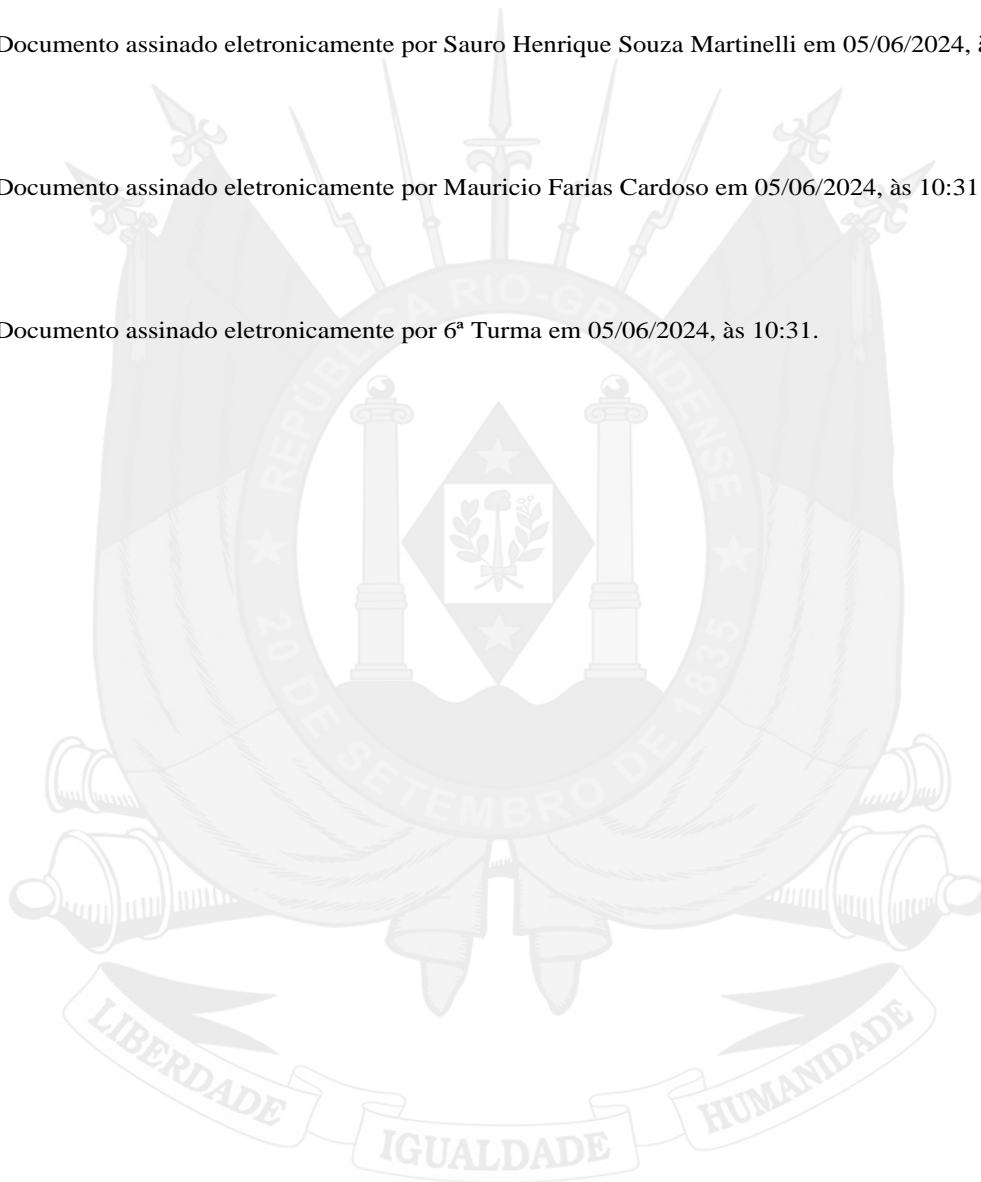 Documento assinado eletronicamente por Sauro Henrique Souza Martinelli em 05/06/2024,
Documento assinado eletronicamente por Mauricio Farias Cardoso em 05/06/2024, às 10:31
Documento assinado eletronicamente por 6ª Turma em 05/06/2024, às 10:31.
REPÚBLICA RIO-GRANDENSE
★ 20 DE SETEMBRO DE 1835 ★
LIBERDADE
IGUALDADE
HUMANIDADE